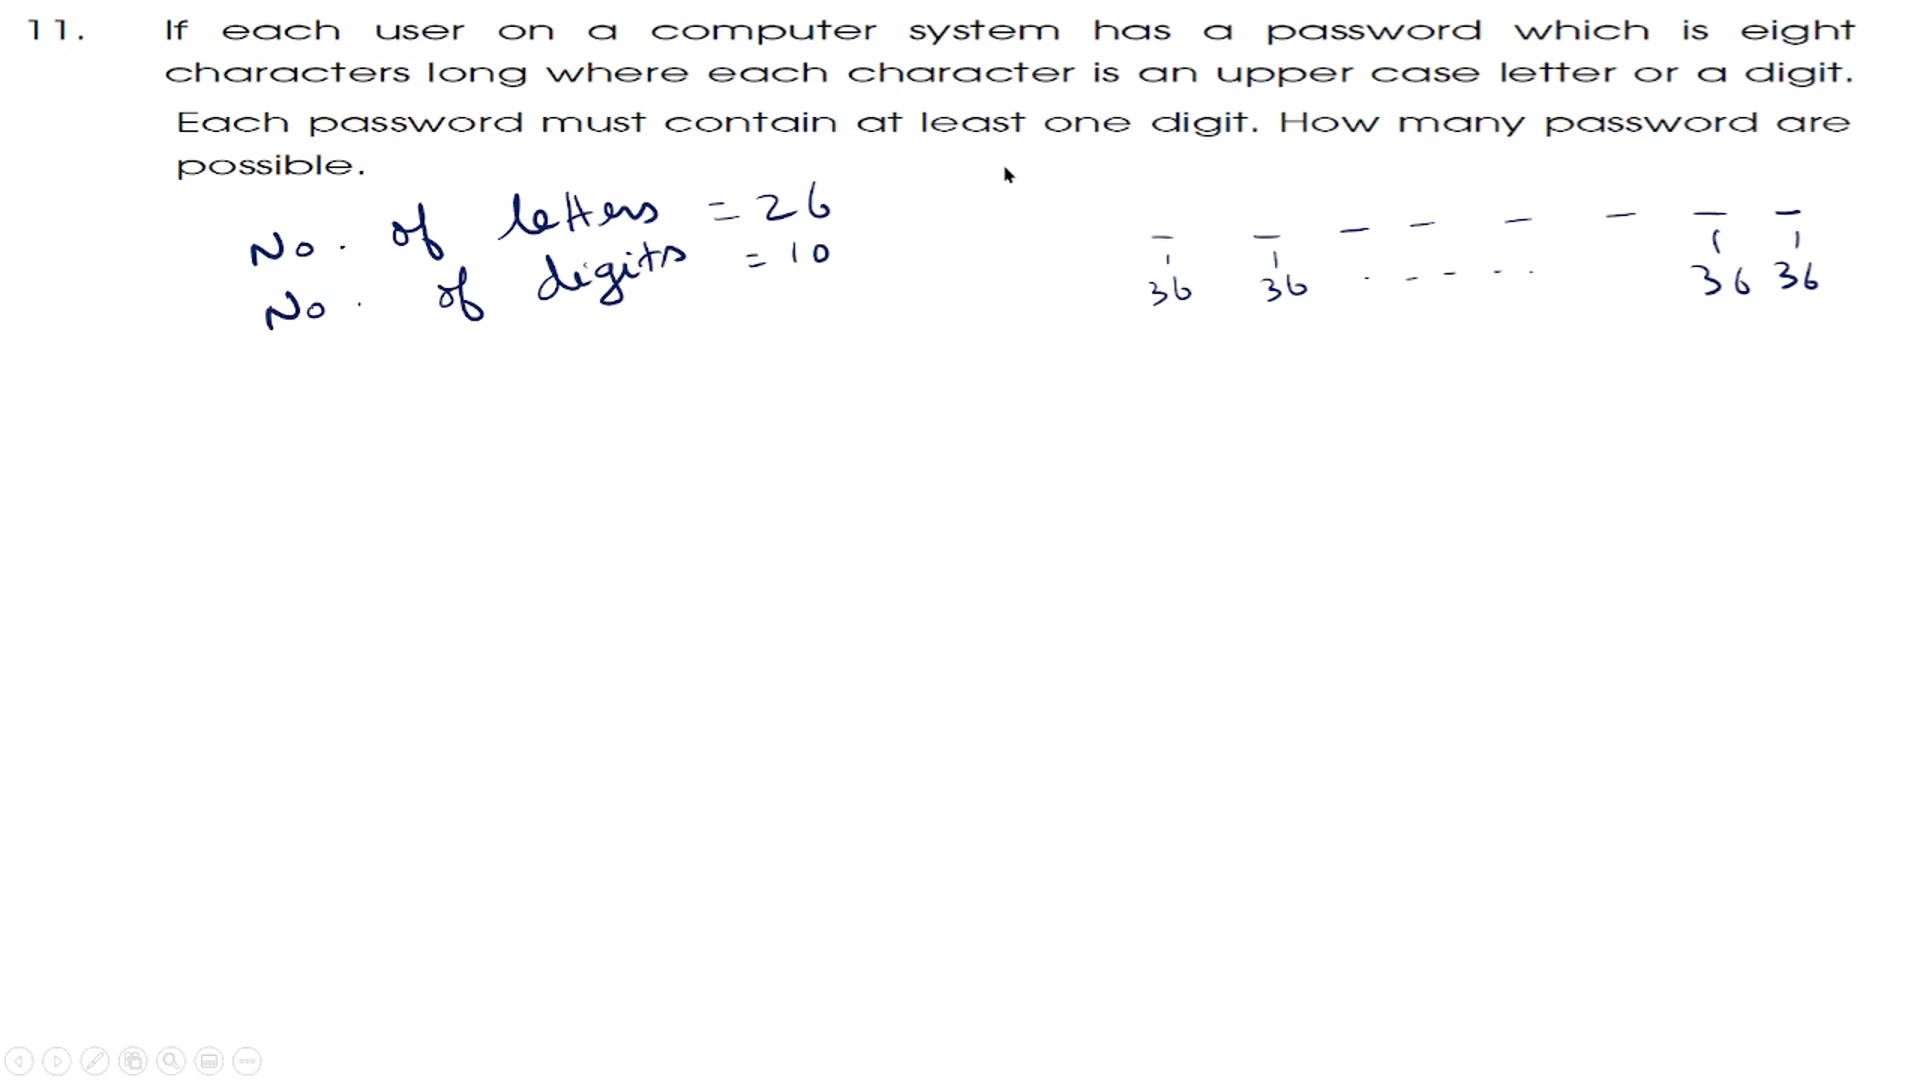 11. If each user on a computer system has a password which is eight
characters long where each character is an upper case letter or a digit.
Each password must contain at least one digit. How many password are
possible.
No. of letters = 26
No. of digits = 10
_ _ _ _ _ _ _ _
36 36 . - - - . . 36 36